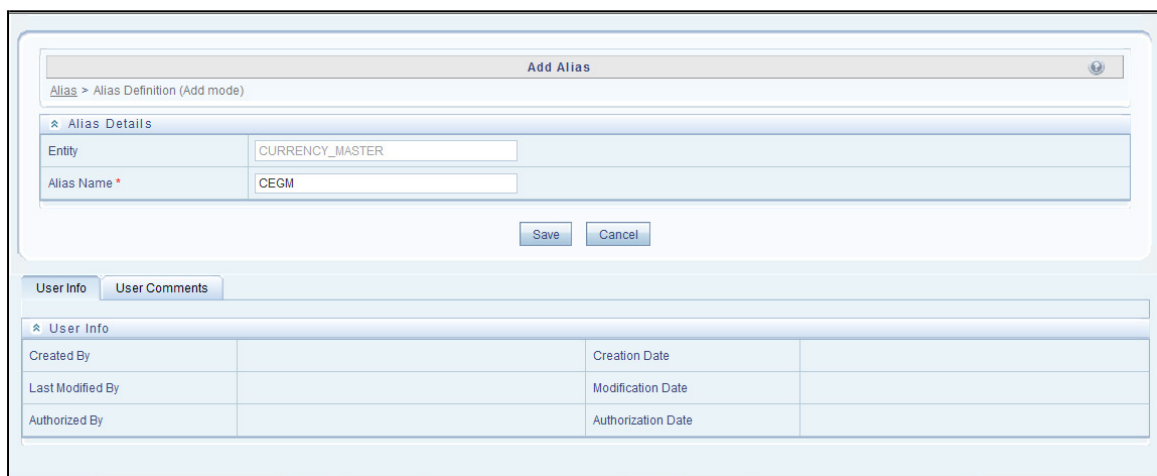 Add Alias
Alias > Alias Definition (Add mode)
Alias Details
Entity CURRENCY_MASTER
Alias Name * CEGM
Save Cancel
User Info User Comments
User Info
Created By Creation Date
Last Modified By Modification Date
Authorized By Authorization Date